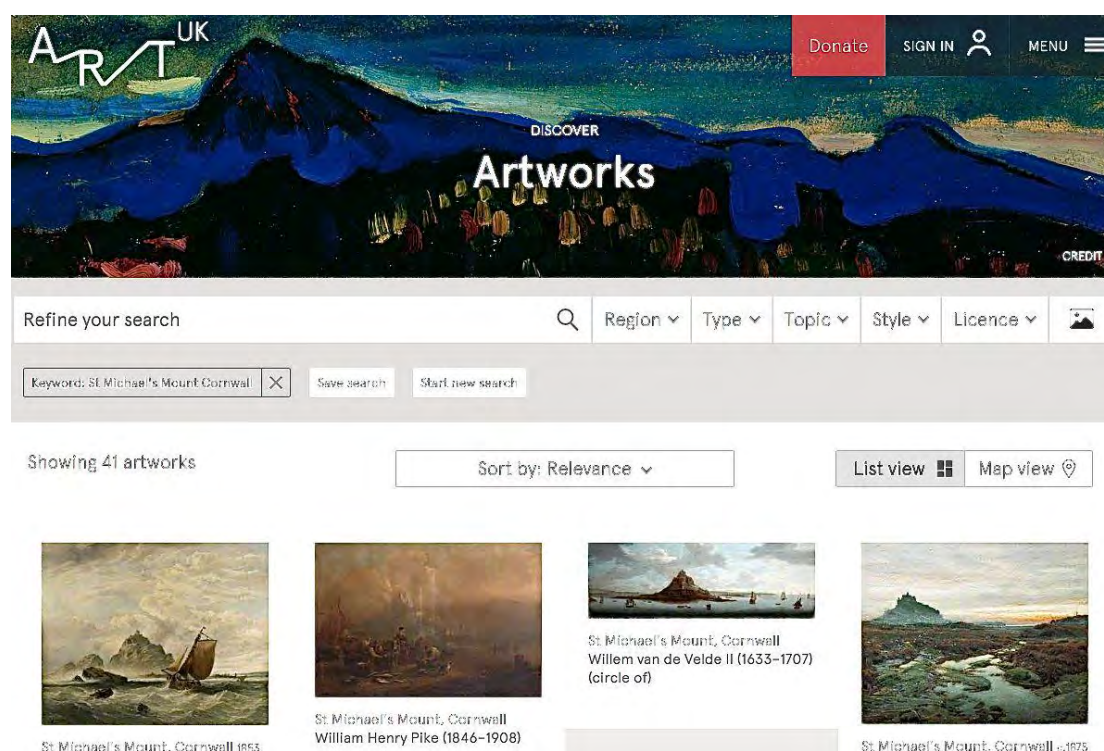 ART UK
Donate
SIGN IN
MENU
DISCOVER
Artworks
CREDIT
Refine your search
Region
Type
Topic
Style
Licence
Keyword: St Michael's Mount Cornwall
Save search
Start new search
Showing 41 artworks
Sort by: Relevance
List view
Map view
St Michael's Mount, Cornwall 1853
St Michael's Mount, Cornwall
William Henry Pike (1846–1908)
St Michael's Mount, Cornwall
Willem van de Velde II (1633–1707)
(circle of)
St Michael's Mount, Cornwall c.1875